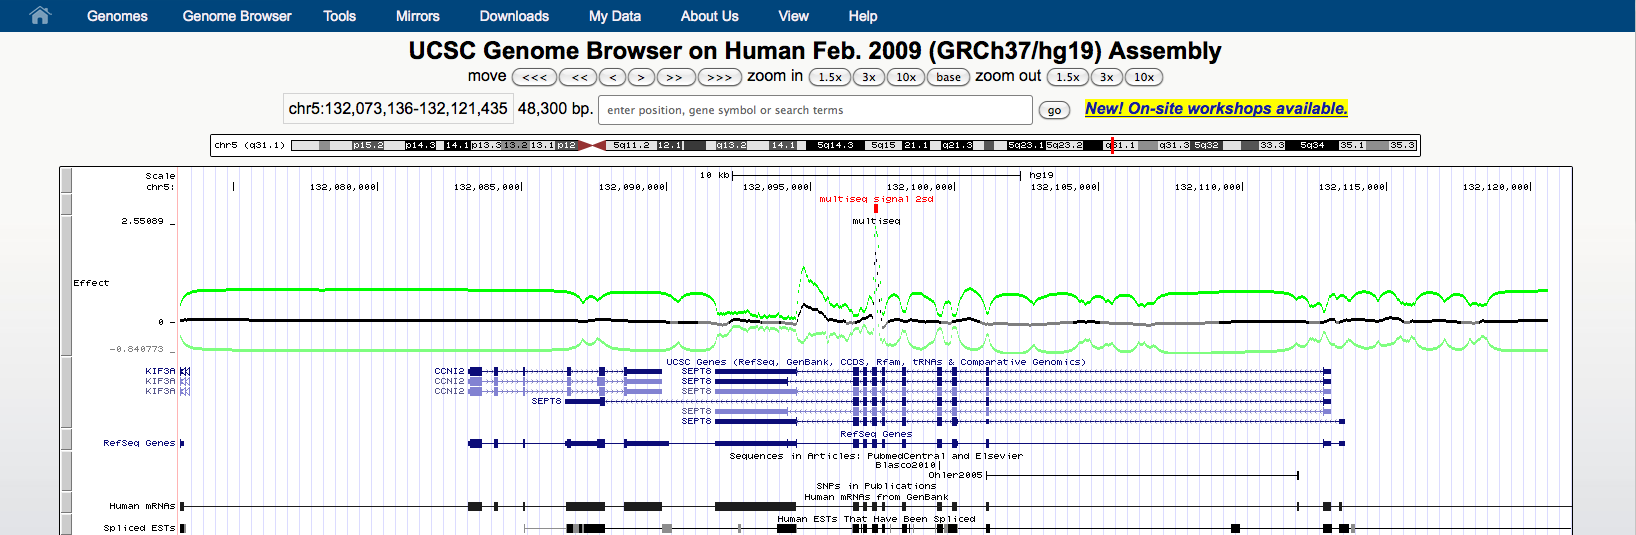 Genomes Genome Browser Tools Mirrors Downloads My Data About Us View Help
UCSC Genome Browser on Human Feb. 2009 (GRCh37/hg19) Assembly
move <<< << < > >> >>> zoom in 1.5x 3x 10x base zoom out 1.5x 3x 10x
chr5:132,073,136-132,121,435 48,300 bp. enter position, gene symbol or search terms go New! On-site workshops available.
chr5 (q31.1) p15.2 p14.3 14.1 p13.3 13.2 13.1 p12 5q11.2 12.1 q13.2 14.1 5q14.3 5q15 21.1 q21.3 5q23.1 5q23.2 q31.1 q31.3 5q32 33.3 5q34 35.1 35.3
Scale 10 kb hg19
chr5: 132,080,000 132,085,000 132,090,000 132,095,000 132,100,000 132,105,000 132,110,000 132,115,000 132,120,000
multiseq signal 2sd
2.55089 _ multiseq
Effect
0 _
-0.840773 _
UCSC Genes (RefSeq, GenBank, CCDS, Rfam, tRNAs & Comparative Genomics)
KIF3A CCNI2 SEPT8
KIF3A CCNI2 SEPT8
KIF3A CCNI2 SEPT8
SEPT8
SEPT8
SEPT8
RefSeq Genes
RefSeq Genes
Sequences in Articles: PubmedCentral and Elsevier
Blasco2010
Ohler2005
SNPs in Publications
Human mRNAs from GenBank
Human mRNAs
Human ESTs That Have Been Spliced
Spliced ESTs